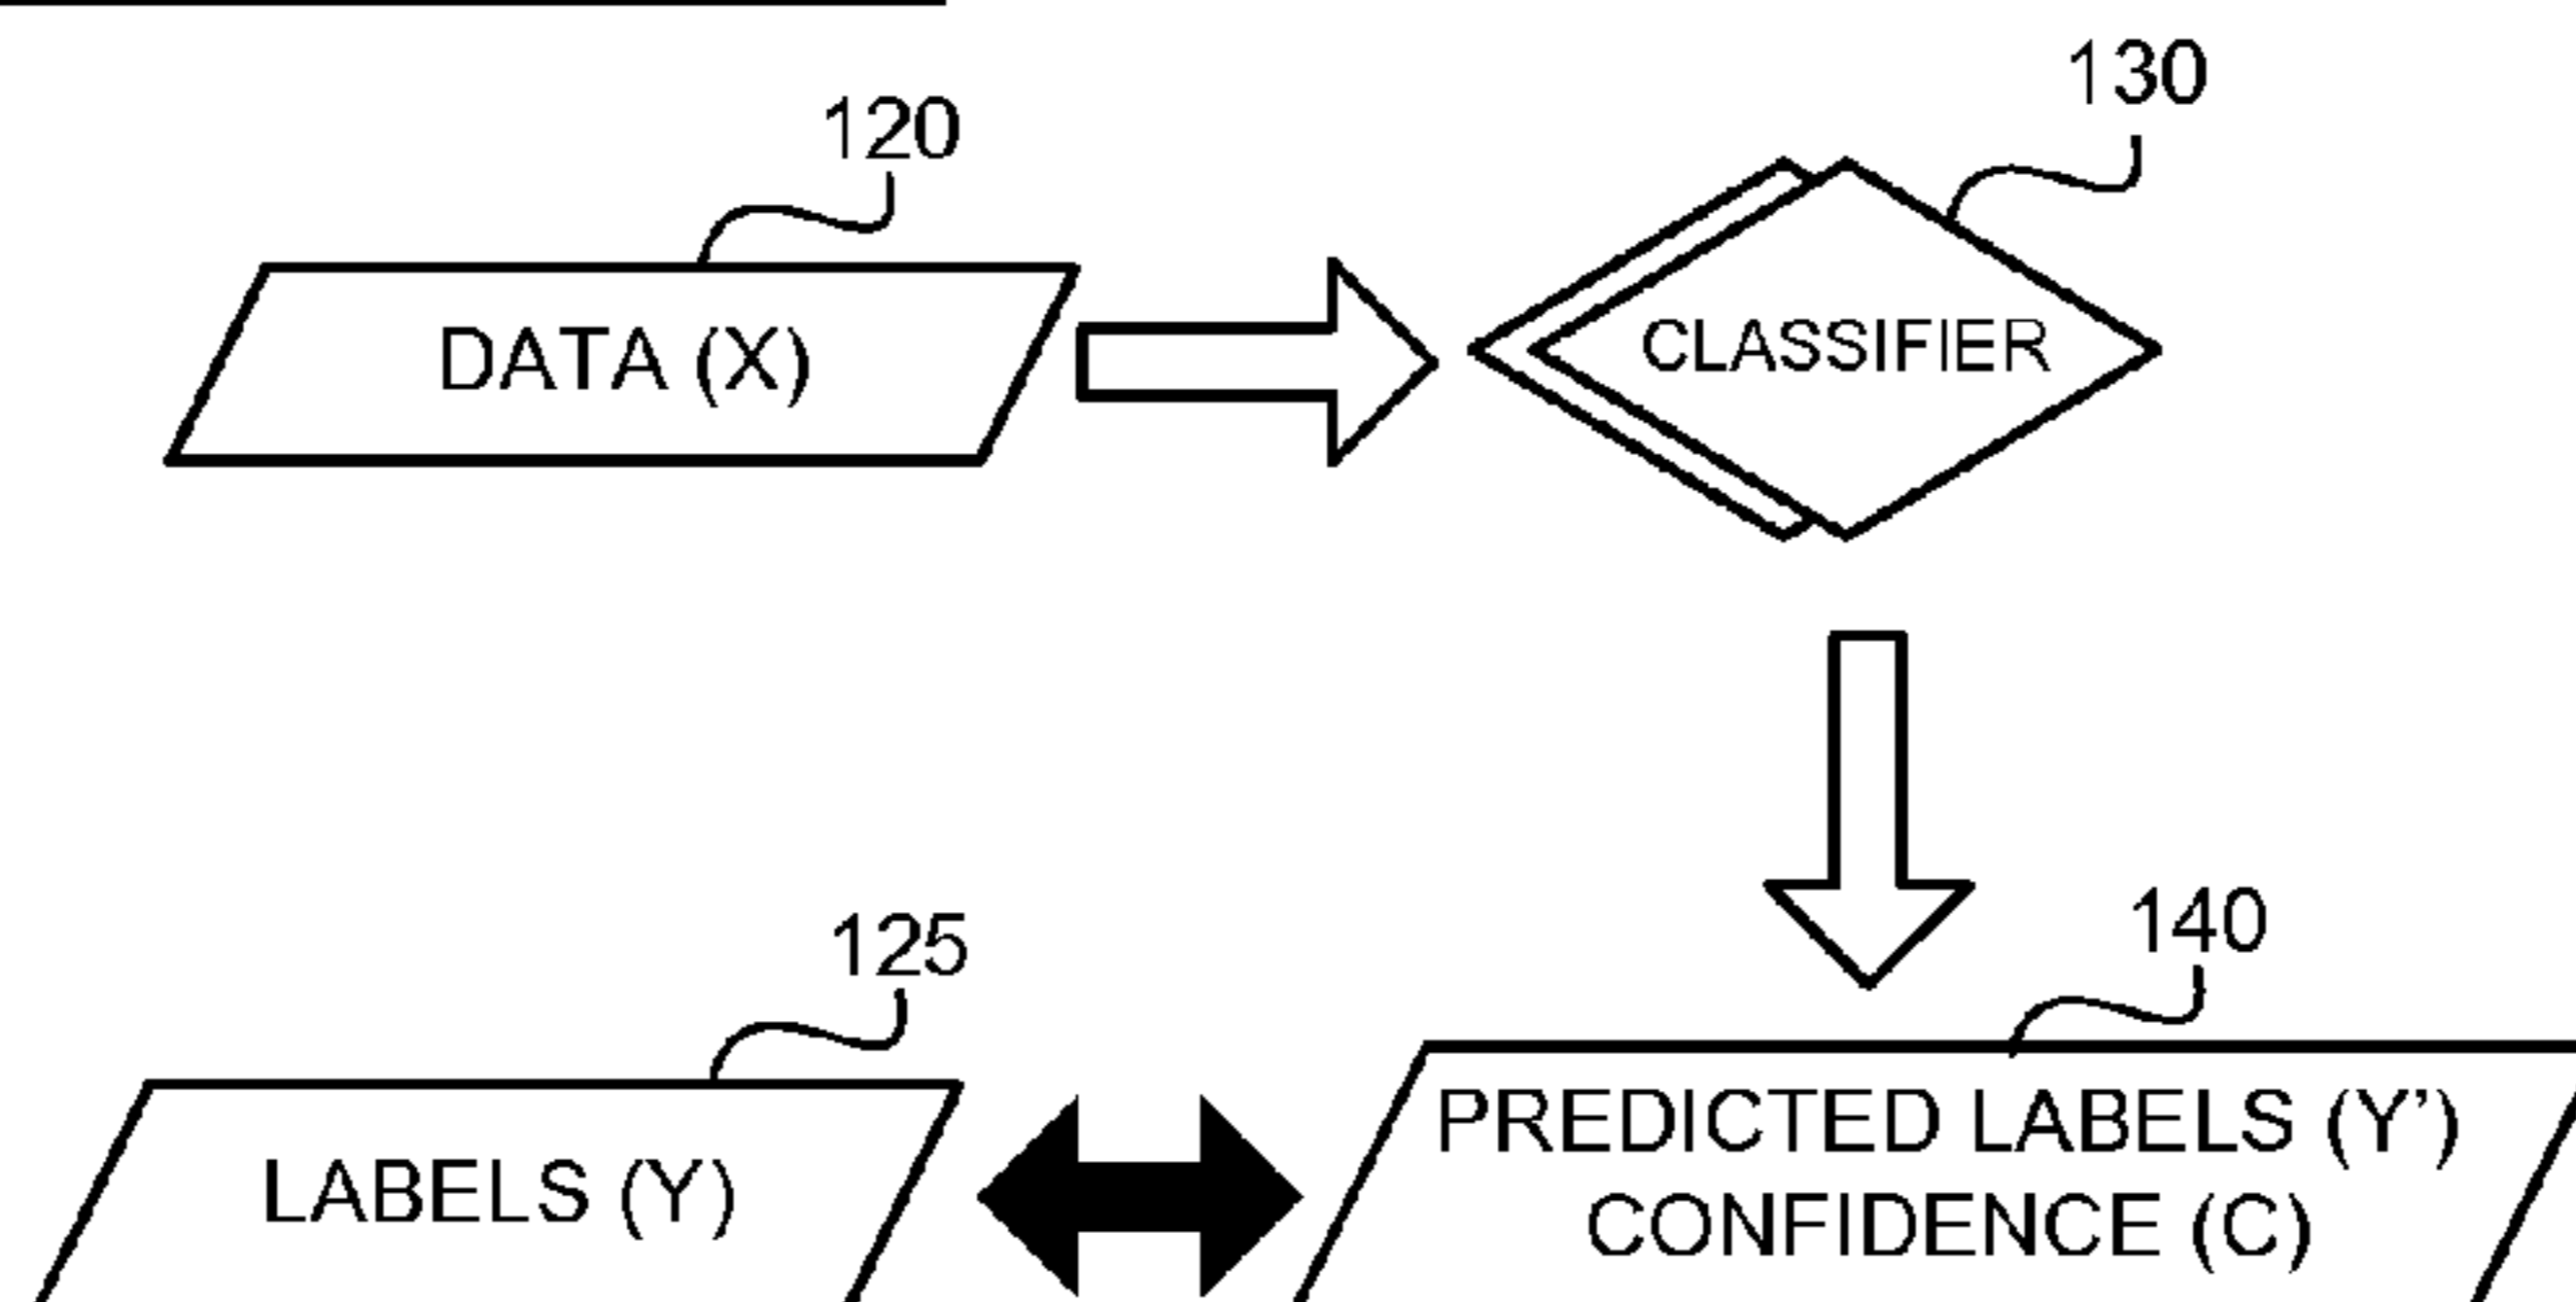 130
120
DATA (X)
CLASSIFIER
125
140
LABELS (Y)
PREDICTED LABELS (Y’)
CONFIDENCE (C)